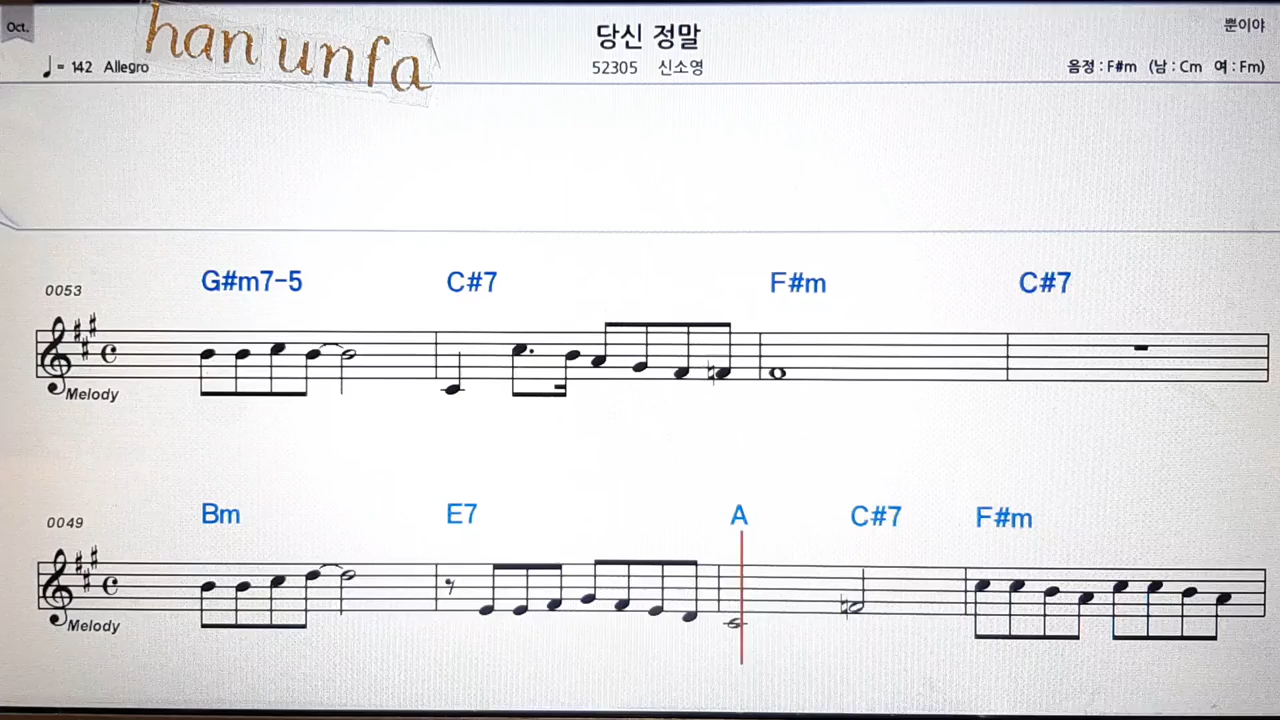 Oct.
han unfa
당신 정말
뿐이야
♩= 142 Allegro
52305 신소영
음정 : F#m (남 : Cm 여 : Fm)
0053
G#m7-5 C#7 F#m C#7
Melody
0049
Bm E7 A C#7 F#m
Melody